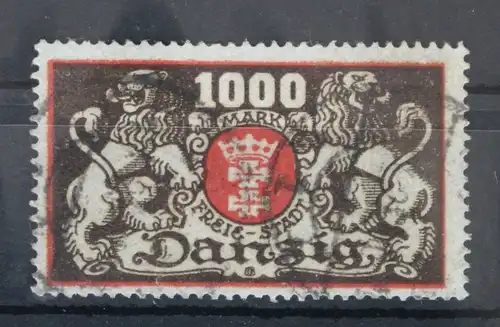 1000
MARK
FREIE-STADT
Danzig